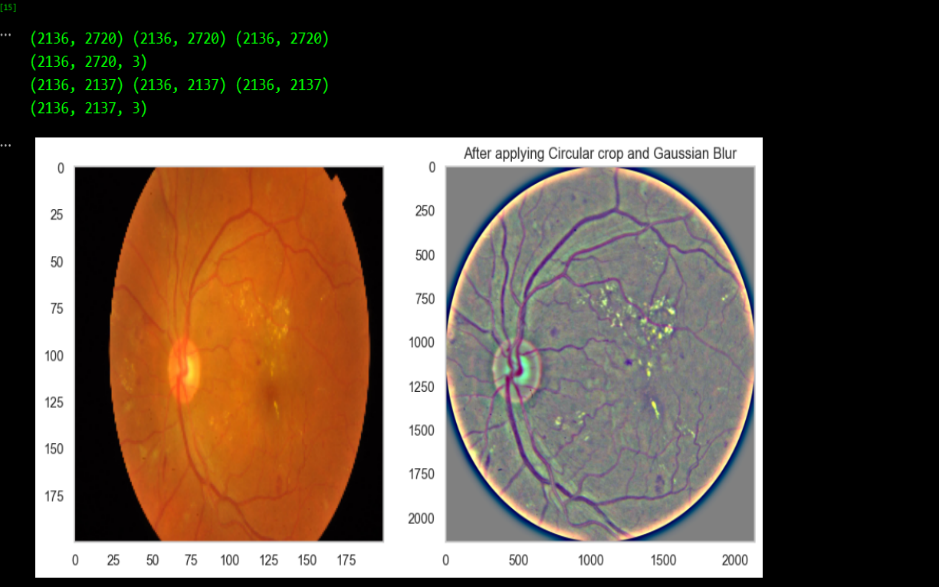 [15]
...
(2136, 2720) (2136, 2720) (2136, 2720)
(2136, 2720, 3)
(2136, 2137) (2136, 2137) (2136, 2137)
(2136, 2137, 3)
...
0
25
50
75
100
125
150
175
0 25 50 75 100 125 150 175
After applying Circular crop and Gaussian Blur
0
250
500
750
1000
1250
1500
1750
2000
0 500 1000 1500 2000